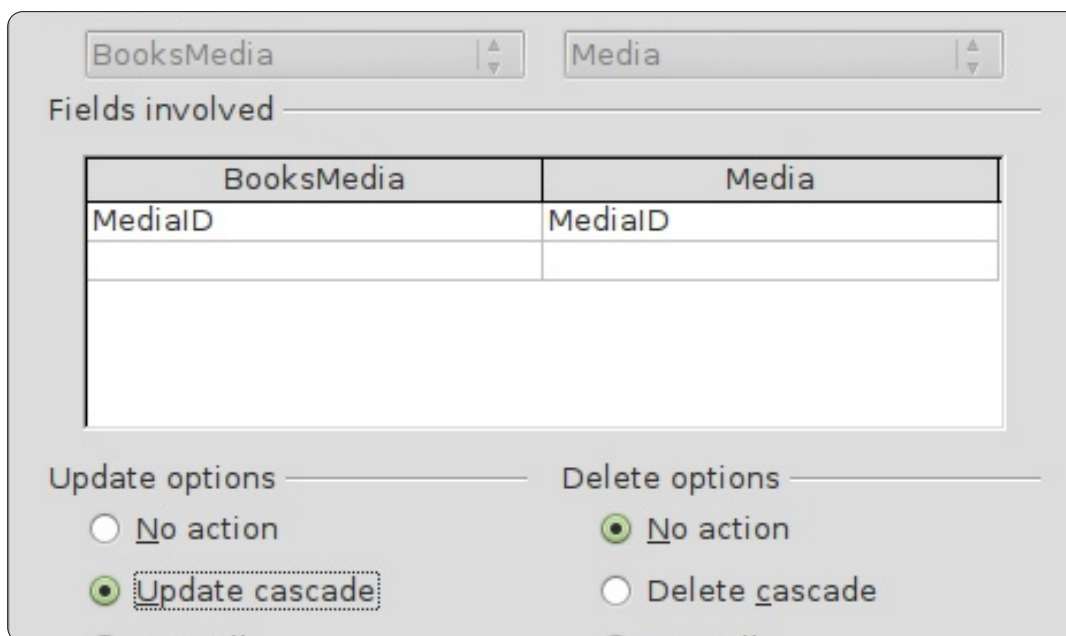 BooksMedia Media
Fields involved
BooksMedia Media
MediaID MediaID
Update options Delete options
No action No action
Update cascade Delete cascade